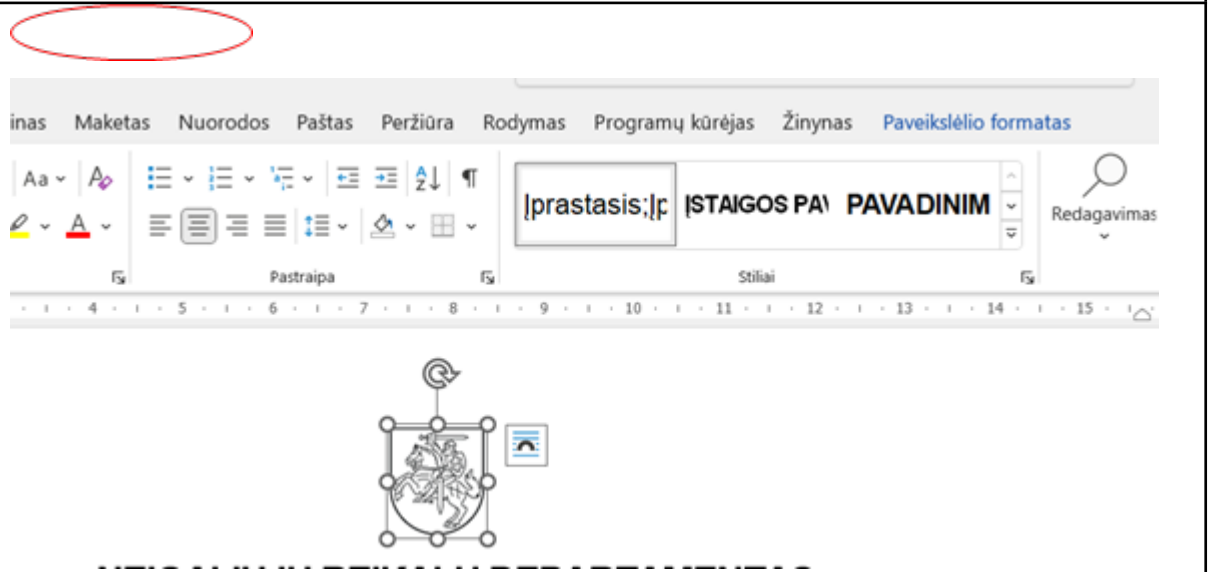 inas Maketas Nuorodos Paštas Peržiūra Rodymas Programų kūrėjas Žinynas Paveikslėlio formatas
Aa A
Įprastasis;Įp ĮSTAIGOS PAV PAVADINIM
A Redagavimas
Pastraipa Stiliai
4 5 6 7 8 9 10 11 12 13 14 15